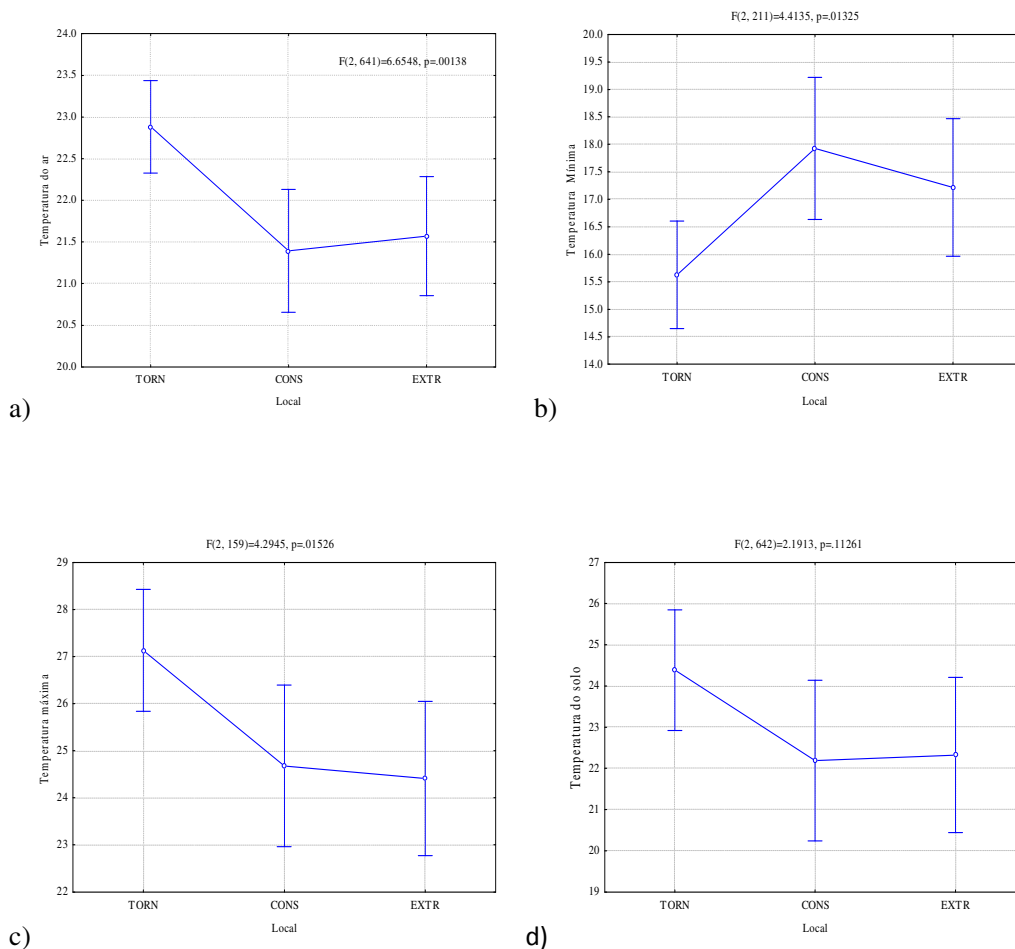 F(2, 641)=6.6548, p=.00138
Temperatura do ar
24.0
23.5
23.0
22.5
22.0
21.5
21.0
20.5
20.0
TORN CONS EXTR
Local
a)
F(2, 211)=4.4135, p=.01325
Temperatura Mínima
20.0
19.5
19.0
18.5
18.0
17.5
17.0
16.5
16.0
15.5
15.0
14.5
14.0
TORN CONS EXTR
Local
b)
F(2, 159)=4.2945, p=.01526
Temperatura máxima
29
28
27
26
25
24
23
22
TORN CONS EXTR
Local
c)
F(2, 642)=2.1913, p=.11261
Temperatura do solo
27
26
25
24
23
22
21
20
19
TORN CONS EXTR
Local
d)